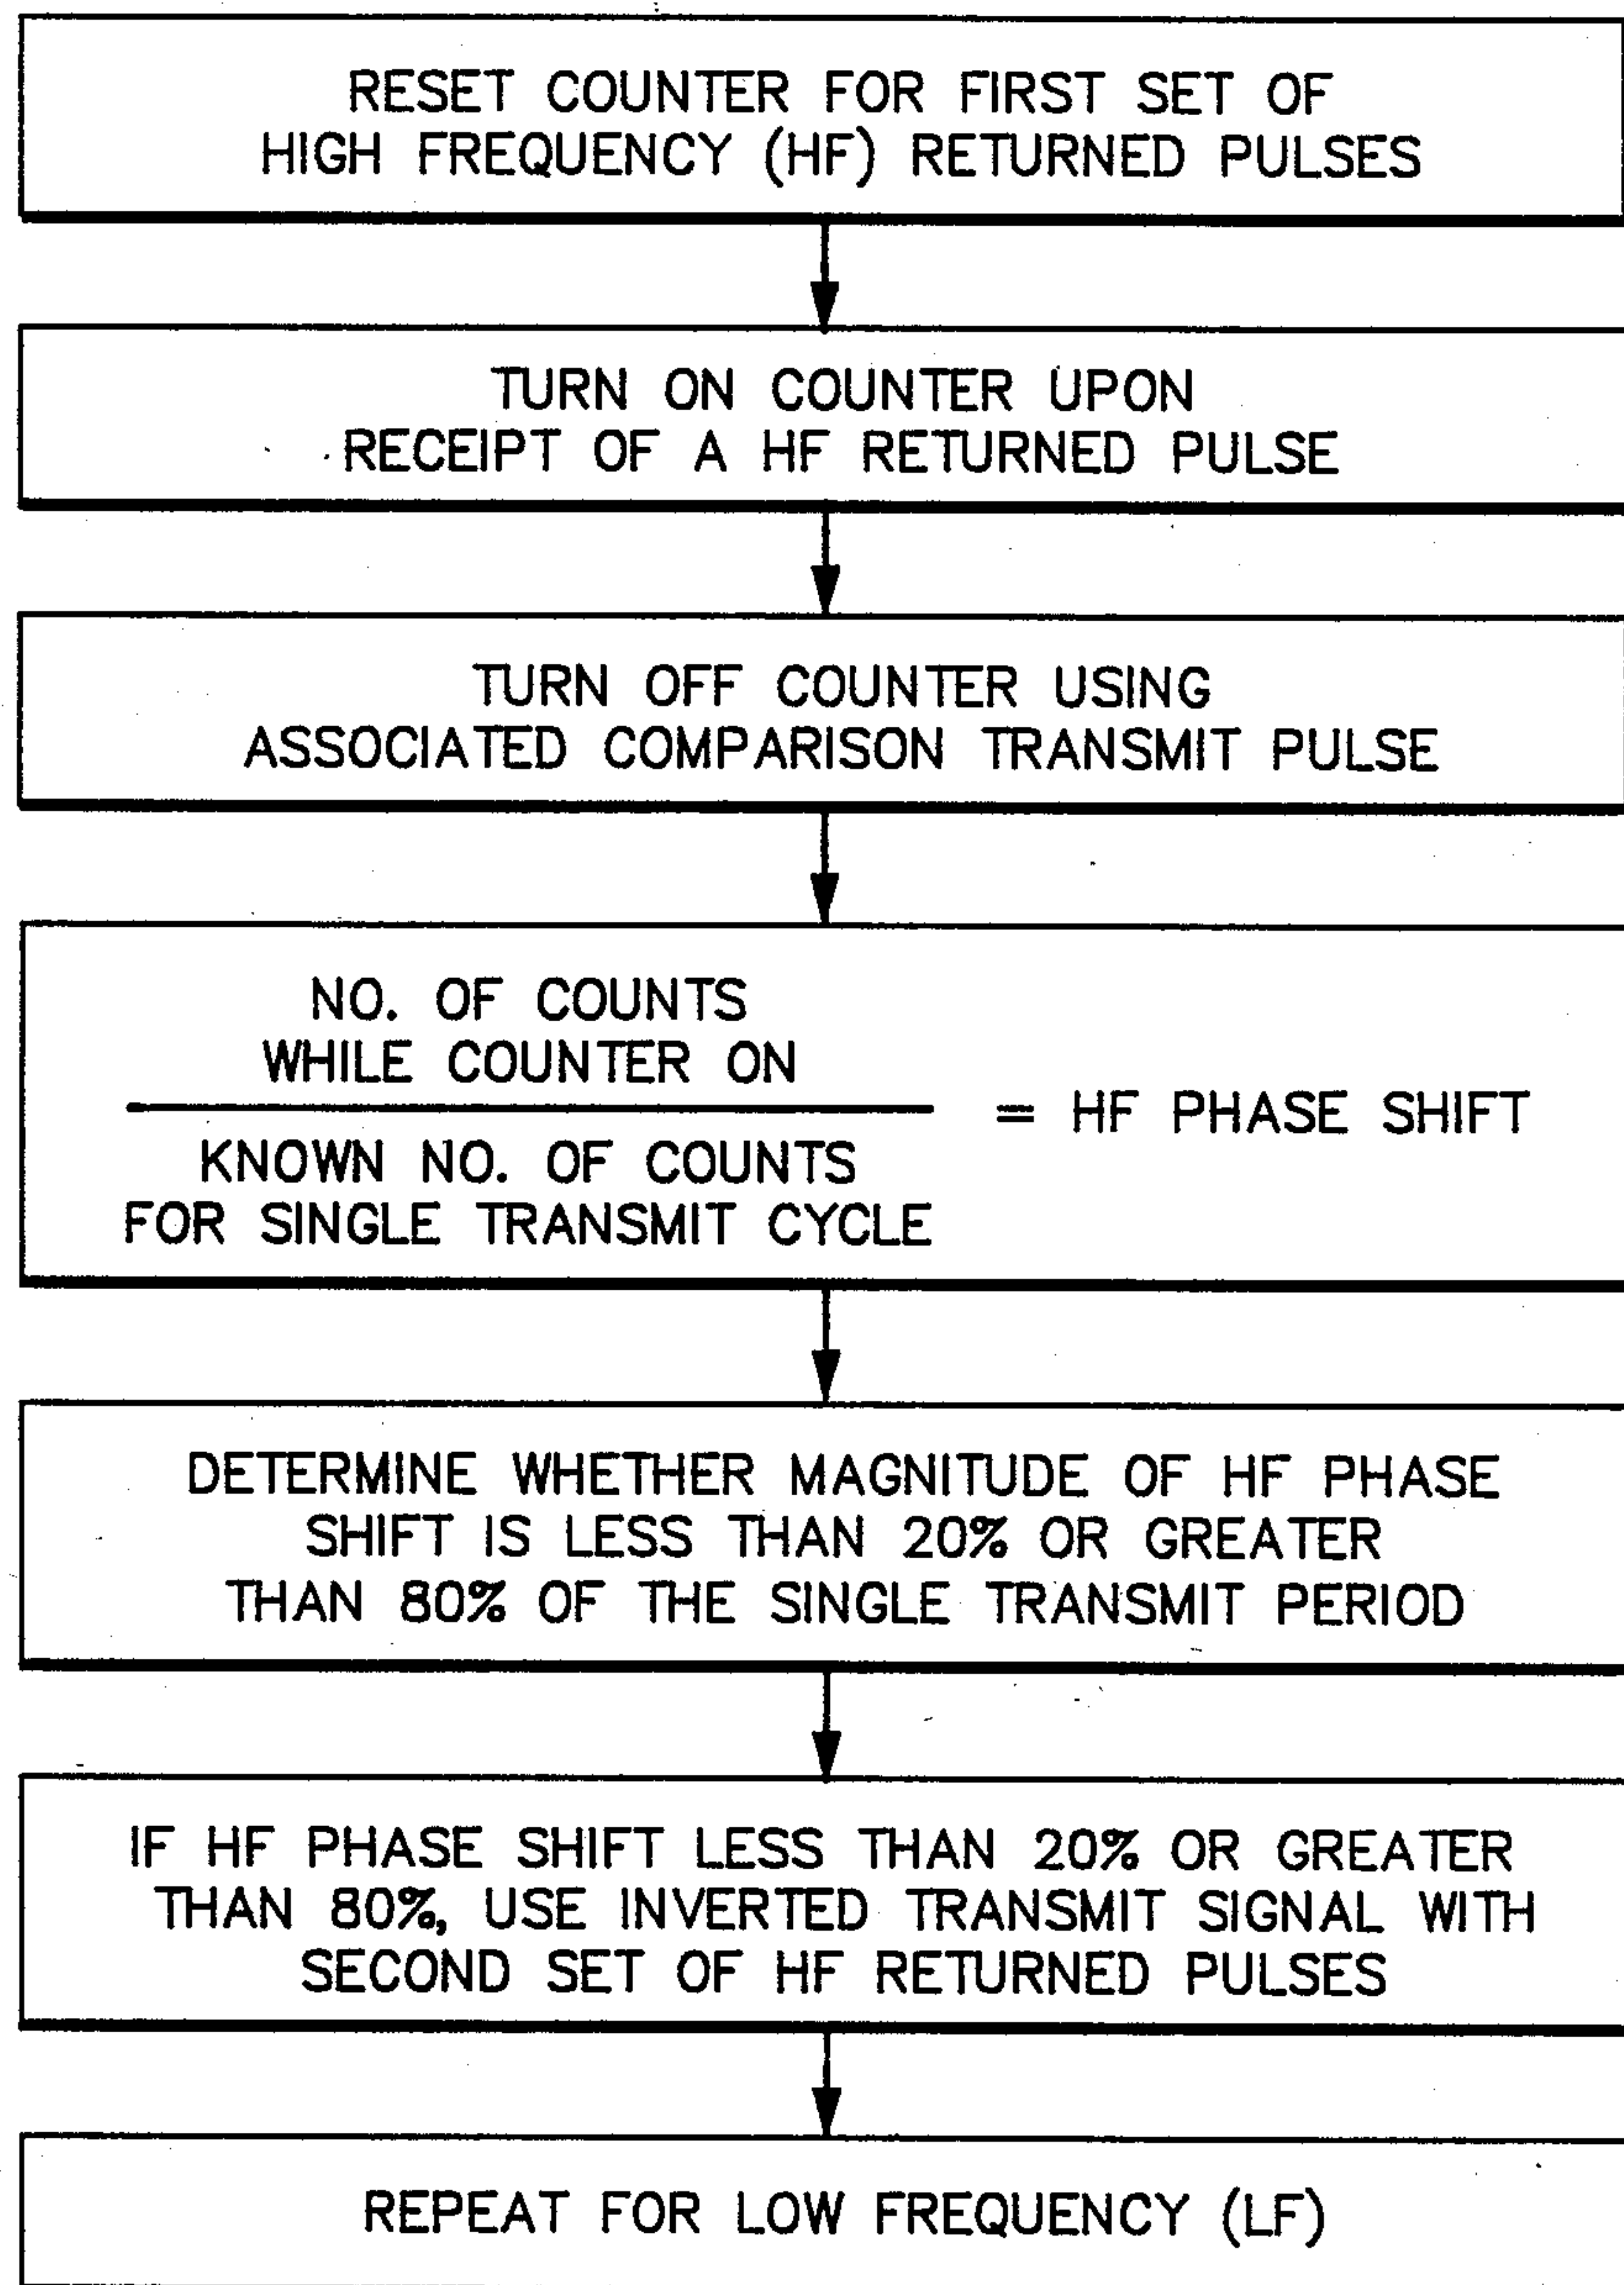 RESET COUNTER FOR FIRST SET OF
HIGH FREQUENCY (HF) RETURNED PULSES
TURN ON COUNTER UPON
RECEIPT OF A HF RETURNED PULSE
TURN OFF COUNTER USING
ASSOCIATED COMPARISON TRANSMIT PULSE
NO. OF COUNTS
WHILE COUNTER ON
= HF PHASE SHIFT
KNOWN NO. OF COUNTS
FOR SINGLE TRANSMIT CYCLE
DETERMINE WHETHER MAGNITUDE OF HF PHASE
SHIFT IS LESS THAN 20% OR GREATER
THAN 80% OF THE SINGLE TRANSMIT PERIOD
IF HF PHASE SHIFT LESS THAN 20% OR GREATER
THAN 80%, USE INVERTED TRANSMIT SIGNAL WITH
SECOND SET OF HF RETURNED PULSES
REPEAT FOR LOW FREQUENCY (LF)